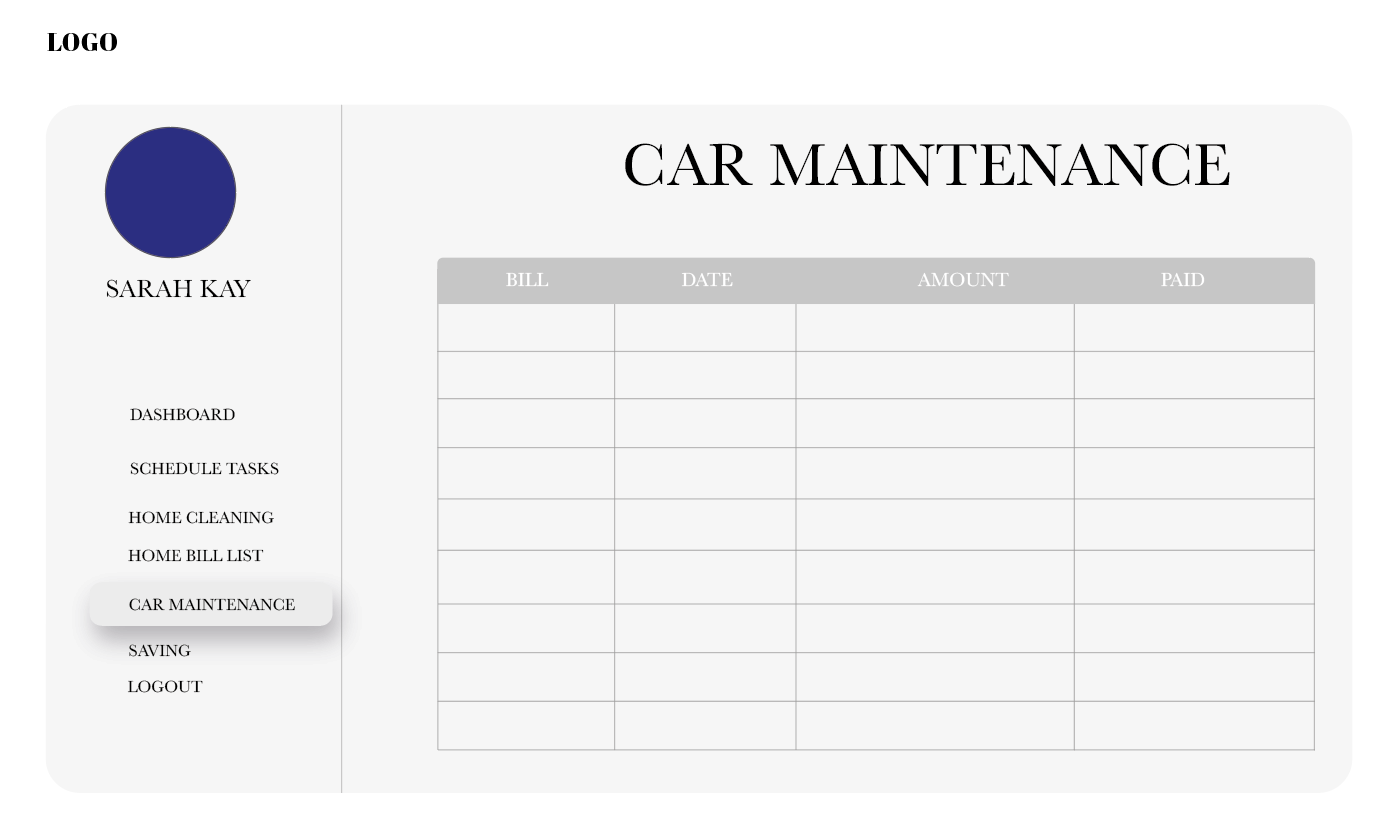 LOGO
SARAH KAY
DASHBOARD
SCHEDULE TASKS
HOME CLEANING
HOME BILL LIST
CAR MAINTENANCE
SAVING
LOGOUT
CAR MAINTENANCE
BILL DATE AMOUNT PAID